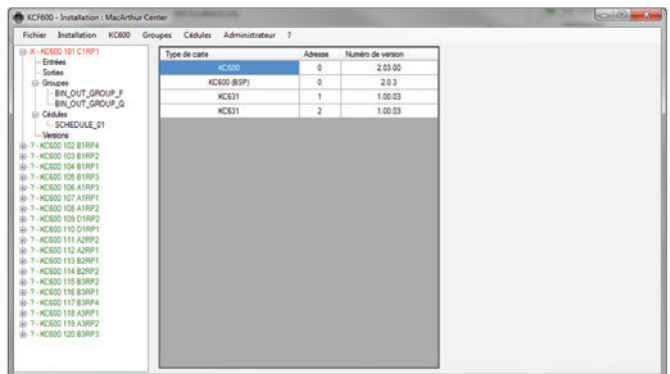 KCF600 - Installation : MacArthur Center
Fichier Installation KC600 Groupes Cédules Administrateur ?
X - KC600 101 C1RP1
Entrées
Sorties
Groupes
BIN_OUT_GROUP_F
BIN_OUT_GROUP_G
Cédules
SCHEDULE_01
Versions
? - KC600 102 B1RP4
? - KC600 103 B1RP2
? - KC600 104 B1RP1
? - KC600 105 B1RP3
? - KC600 106 A1RP3
? - KC600 107 A1RP1
? - KC600 108 A1RP2
? - KC600 109 D1RP2
? - KC600 110 D1RP1
? - KC600 111 A2RP2
? - KC600 112 A2RP1
? - KC600 113 B2RP1
? - KC600 114 B2RP2
? - KC600 115 B3RP2
? - KC600 116 B3RP1
? - KC600 117 B3RP4
? - KC600 118 A3RP1
? - KC600 119 A3RP2
? - KC600 120 B3RP3
Type de carte Adresse Numéro de version
KC600 0 2.03.00
KC600 (BSP) 0 2.0.3
KC631 1 1.00.03
KC631 2 1.00.03